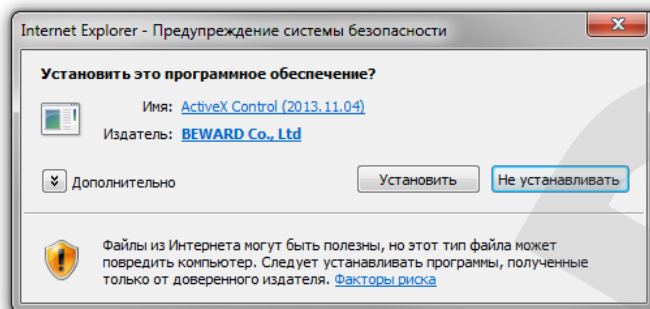 Internet Explorer - Предупреждение системы безопасности
Установить это программное обеспечение?
Имя: ActiveX Control (2013.11.04)
Издатель: BEWARD Co., Ltd
Дополнительно
Установить
Не устанавливать
Файлы из Интернета могут быть полезны, но этот тип файла может
повредить компьютер. Следует устанавливать программы, полученные
только от доверенного издателя. Факторы риска